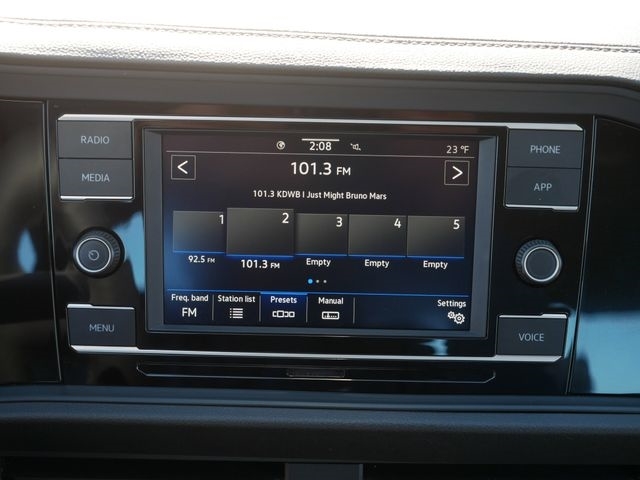 RADIO
MEDIA
MENU
PHONE
APP
VOICE
2:08
23 °F
< 101.3 FM >
101.3 KDWB I Just Might Bruno Mars
1 2 3 4 5
92.5 FM 101.3 FM Empty Empty Empty
Freq. band Station list Presets Manual Settings
FM